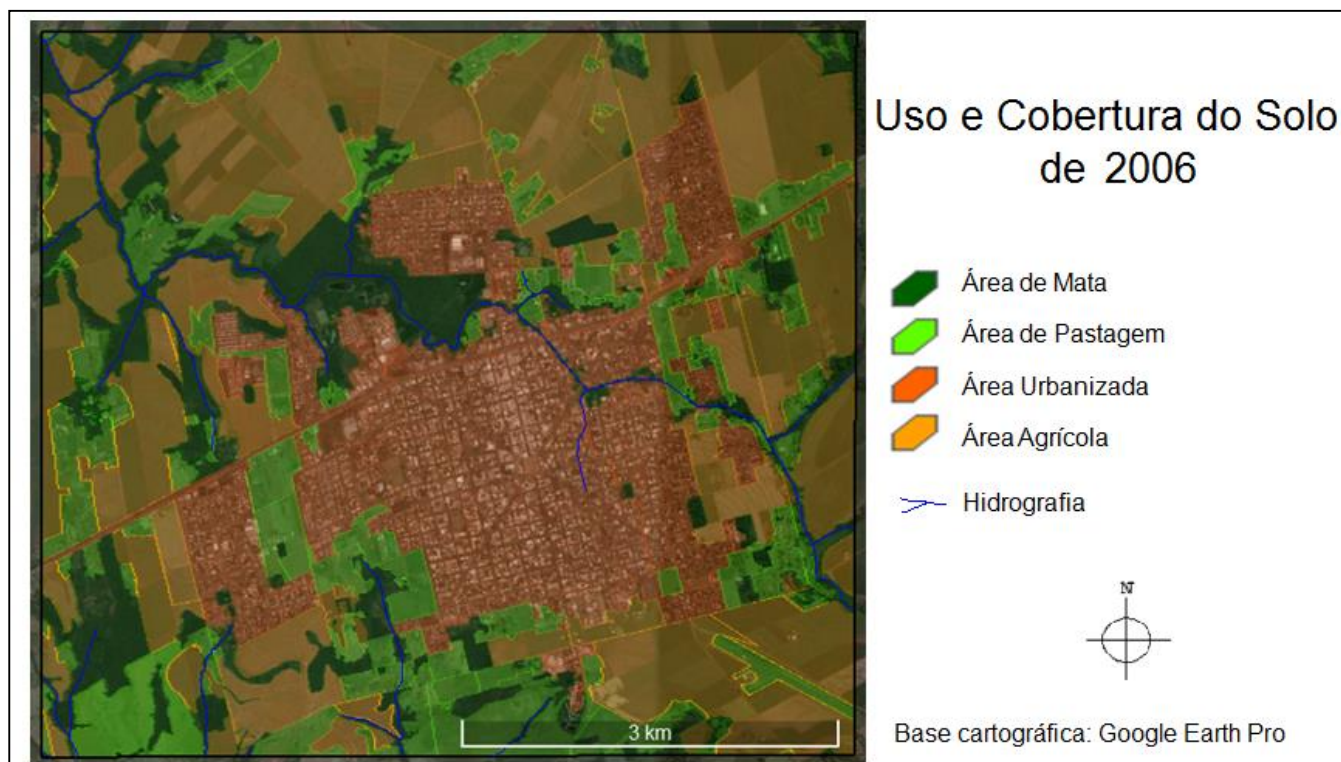 Uso e Cobertura do Solo
de 2006
Área de Mata
Área de Pastagem
Área Urbanizada
Área Agrícola
Hidrografia
N
3 km
Base cartográfica: Google Earth Pro